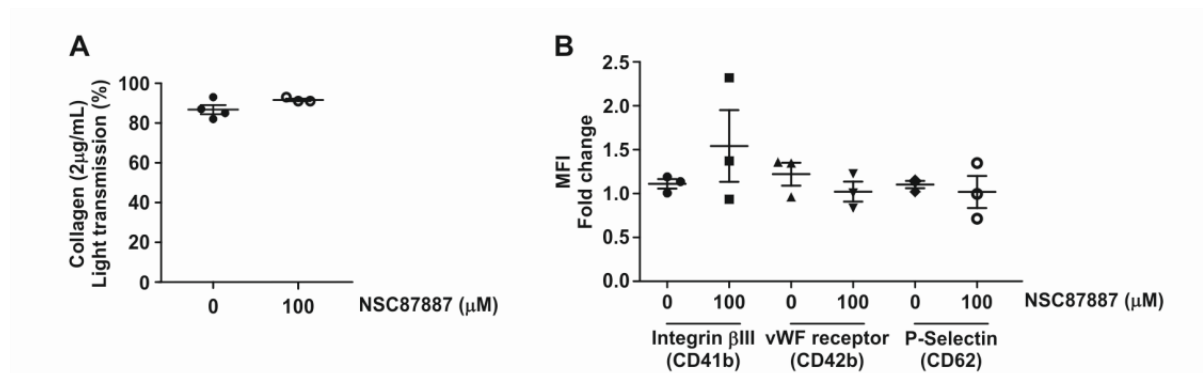 A
Collagen (2μg/mL)
Light transmission (%)
100
80
60
40
20
0
0 100 NSC87887 (μM)
B
MFI
Fold change
2.5
2.0
1.5
1.0
0.5
0.0
0 100 0 100 0 100 NSC87887 (μM)
Integrin βIII vWF receptor P-Selectin
(CD41b) (CD42b) (CD62)